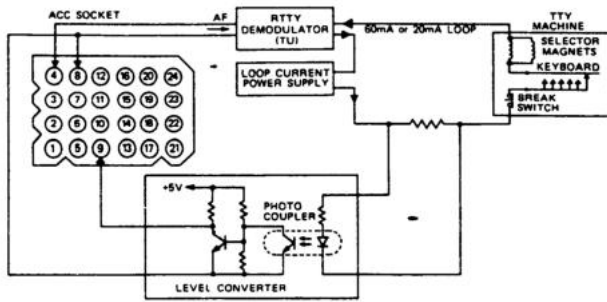 ACC SOCKET
AF
RTTY
DEMODULATOR
(TU)
60mA or 20mA LOOP
TTY
MACHINE
SELECTOR
MAGNETS
KEYBOARD
BREAK
SWITCH
LOOP CURRENT
POWER SUPPLY
4 8 12 16 20 24
3 7 11 15 19 23
2 6 10 14 18 22
1 5 9 13 17 21
+5V
PHOTO
COUPLER
LEVEL CONVERTER